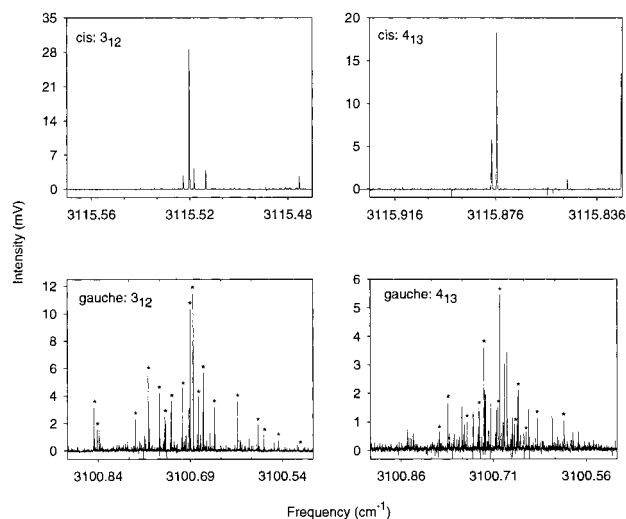 cis: 3₁₂
35
28
21
14
7
0
3115.56 3115.52 3115.48
cis: 4₁₃
20
15
10
5
0
3115.916 3115.876 3115.836
Intensity (mV)
gauche: 3₁₂
12
10
8
6
4
2
0
3100.84 3100.69 3100.54
gauche: 4₁₃
6
5
4
3
2
1
0
3100.86 3100.71 3100.56
Frequency (cm⁻¹)